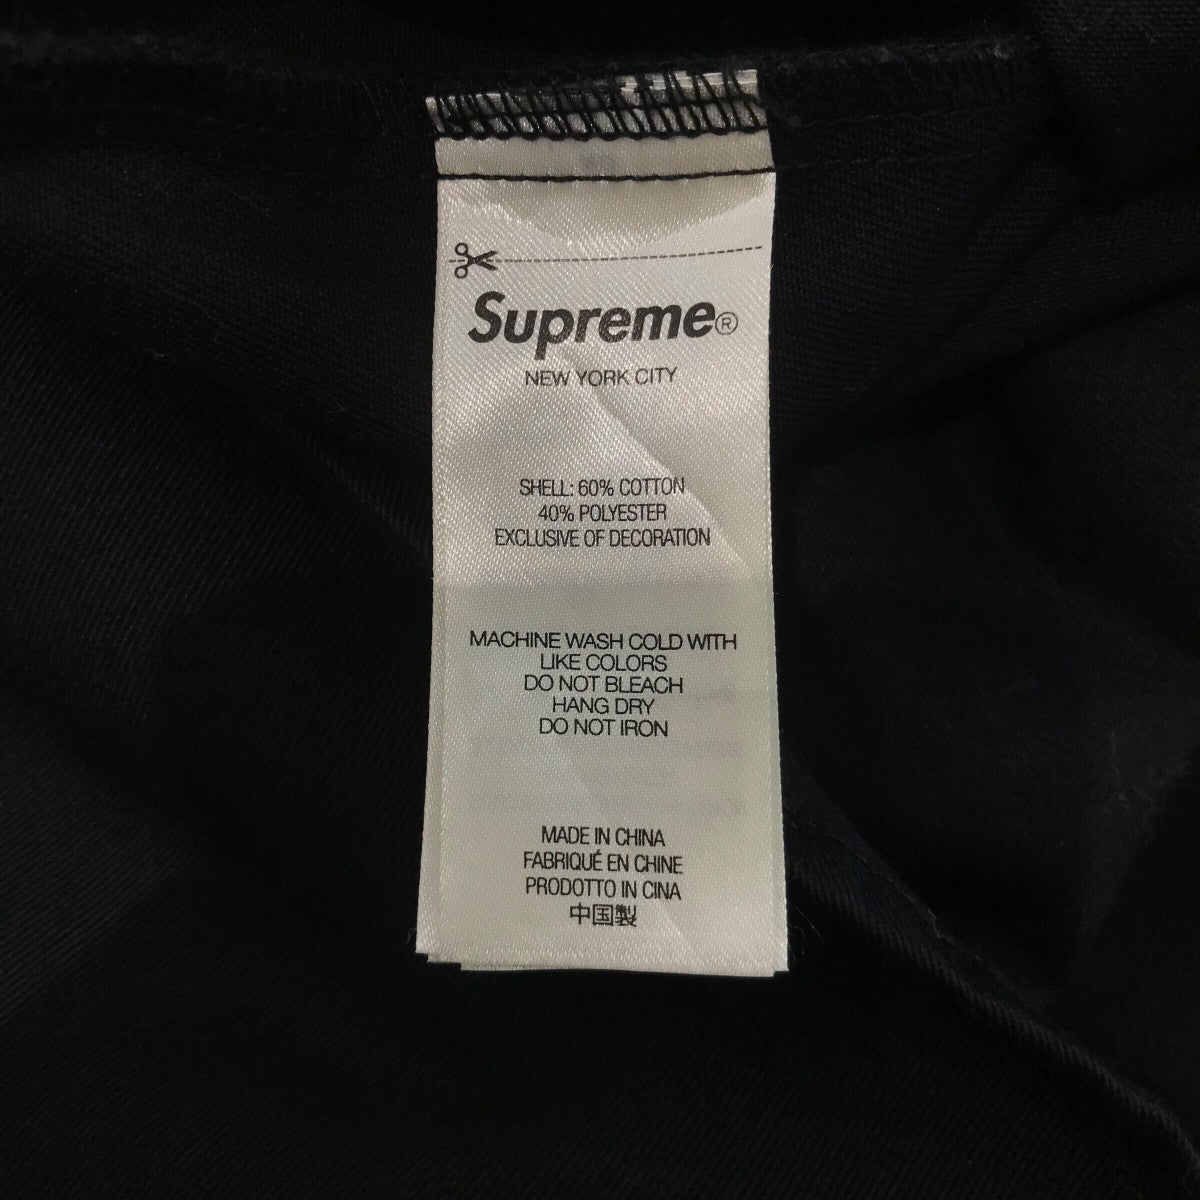 Supreme®
NEW YORK CITY
SHELL: 60% COTTON
40% POLYESTER
EXCLUSIVE OF DECORATION
MACHINE WASH COLD WITH
LIKE COLORS
DO NOT BLEACH
HANG DRY
DO NOT IRON
MADE IN CHINA
FABRIQUÉ EN CHINE
PRODOTTO IN CINA
中国製